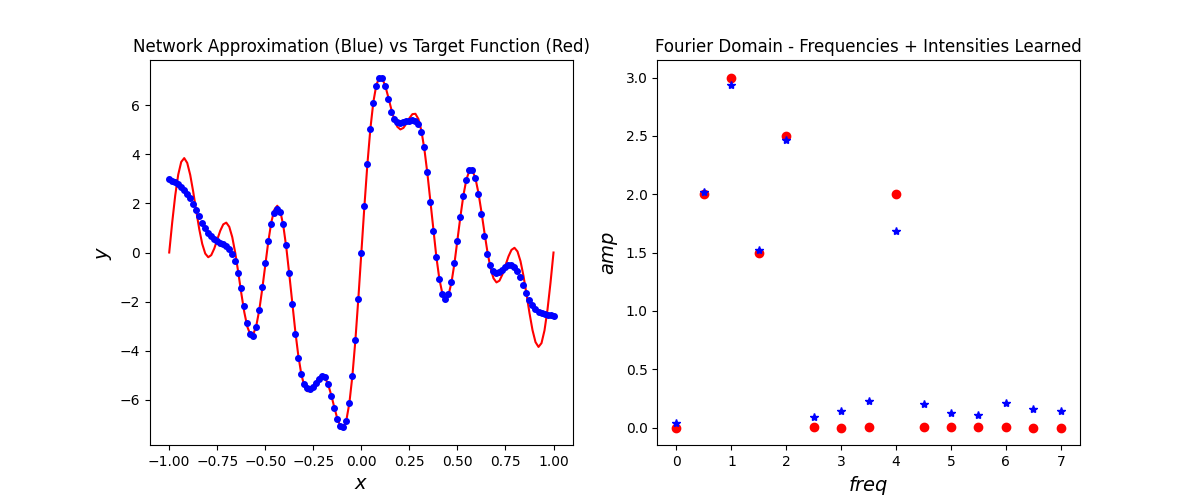 Network Approximation (Blue) vs Target Function (Red)
6
4
2
0
−2
−4
−6
y
−1.00 −0.75 −0.50 −0.25 0.00 0.25 0.50 0.75 1.00
x
Fourier Domain - Frequencies + Intensities Learned
3.0
2.5
2.0
1.5
1.0
0.5
0.0
amp
0 1 2 3 4 5 6 7
freq